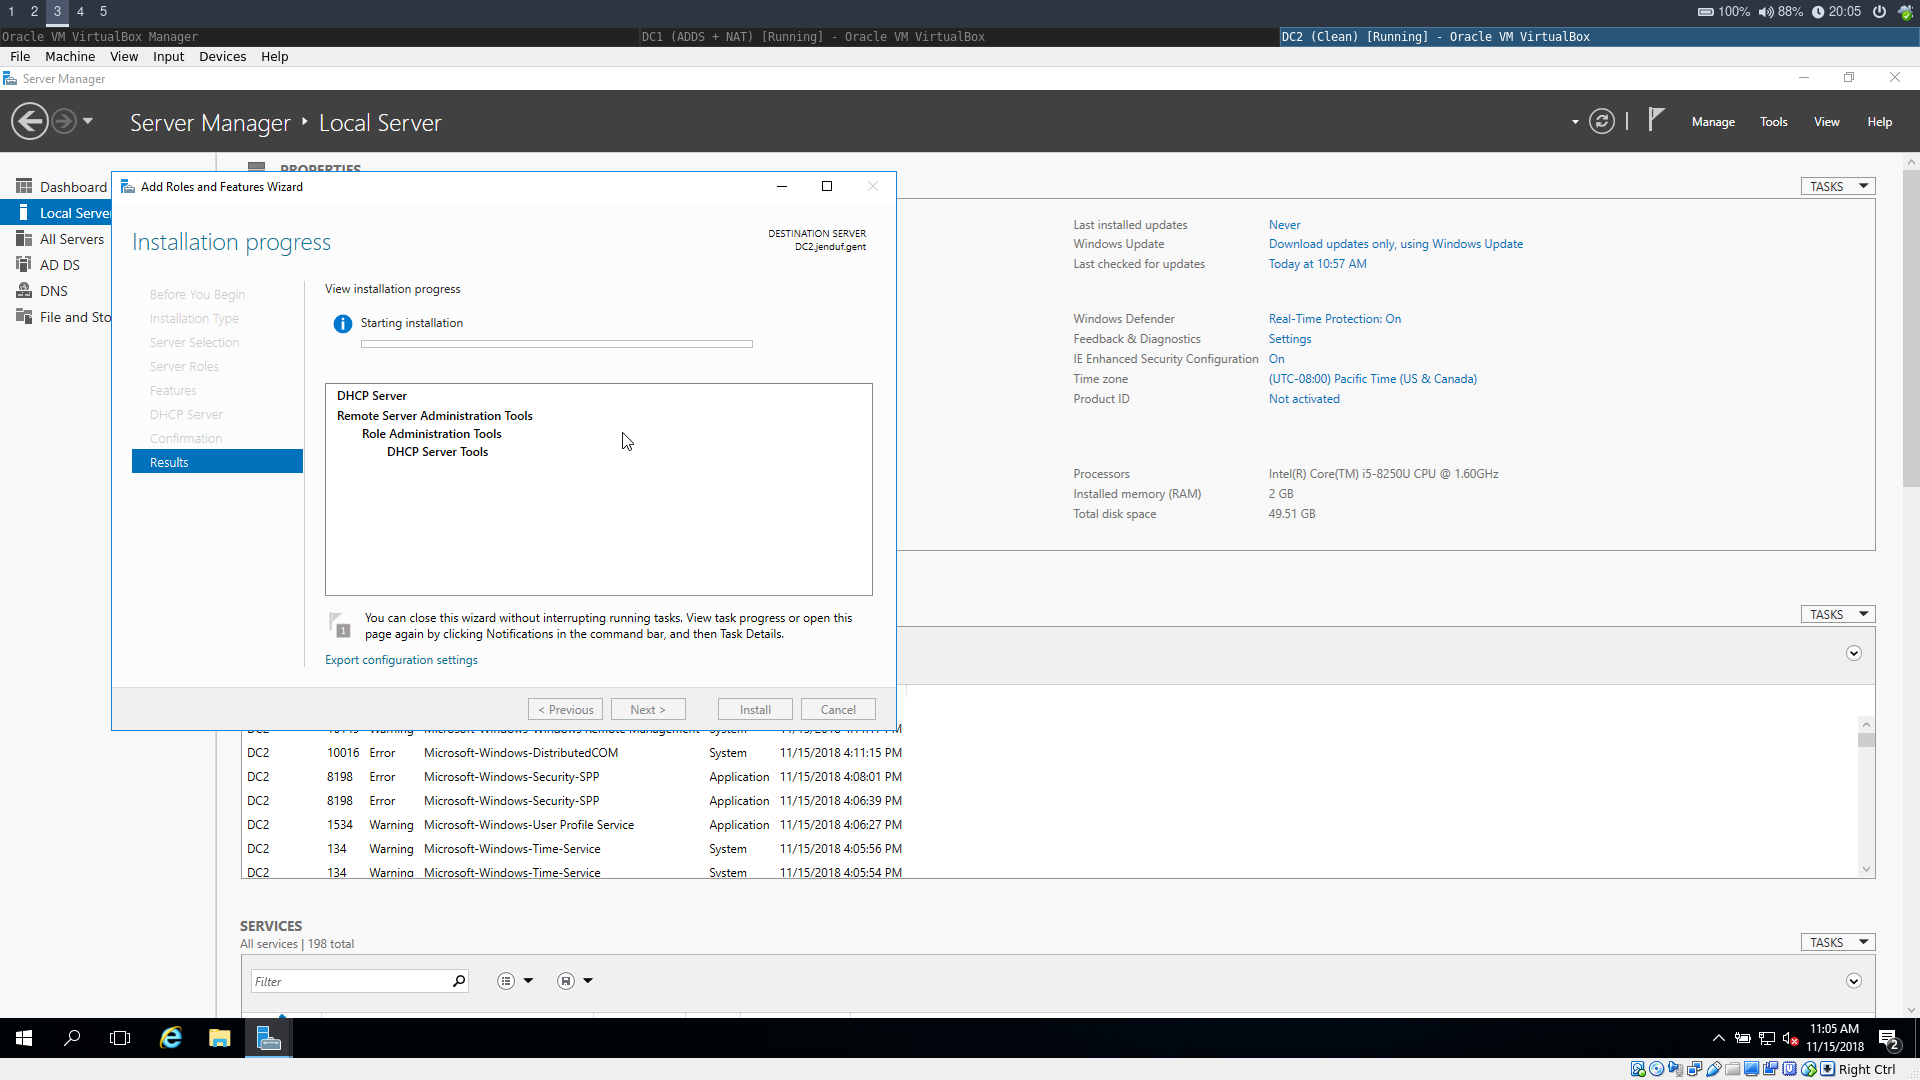 1 2 3 4 5
100% 88% 20:05
Oracle VM VirtualBox Manager
DC1 (ADDS + NAT) [Running] - Oracle VM VirtualBox
DC2 (Clean) [Running] - Oracle VM VirtualBox
File Machine View Input Devices Help
Server Manager
Server Manager Local Server
Manage Tools View Help
PROPERTIES
TASKS
Dashboard
Local Server
All Servers
AD DS
DNS
File and Sto
Add Roles and Features Wizard
Installation progress
DESTINATION SERVER
DC2.jenduf.gent
Before You Begin
Installation Type
Server Selection
Server Roles
Features
DHCP Server
Confirmation
Results
View installation progress
Starting installation
DHCP Server
Remote Server Administration Tools
Role Administration Tools
DHCP Server Tools
1
You can close this wizard without interrupting running tasks. View task progress or open this
page again by clicking Notifications in the command bar, and then Task Details.
Export configuration settings
< Previous Next > Install Cancel
Last installed updates Never
Windows Update Download updates only, using Windows Update
Last checked for updates Today at 10:57 AM
Windows Defender Real-Time Protection: On
Feedback & Diagnostics Settings
IE Enhanced Security Configuration On
Time zone (UTC-08:00) Pacific Time (US & Canada)
Product ID Not activated
Processors Intel(R) Core(TM) i5-8250U CPU @ 1.60GHz
Installed memory (RAM) 2 GB
Total disk space 49.51 GB
TASKS
DC2 10016 Error Microsoft-Windows-DistributedCOM System 11/15/2018 4:11:15 PM
DC2 8198 Error Microsoft-Windows-Security-SPP Application 11/15/2018 4:08:01 PM
DC2 8198 Error Microsoft-Windows-Security-SPP Application 11/15/2018 4:06:39 PM
DC2 1534 Warning Microsoft-Windows-User Profile Service Application 11/15/2018 4:06:27 PM
DC2 134 Warning Microsoft-Windows-Time-Service System 11/15/2018 4:05:56 PM
DC2 134 Warning Microsoft-Windows-Time-Service System 11/15/2018 4:05:54 PM
SERVICES
All services | 198 total
TASKS
Filter
11:05 AM
11/15/2018
2
Right Ctrl